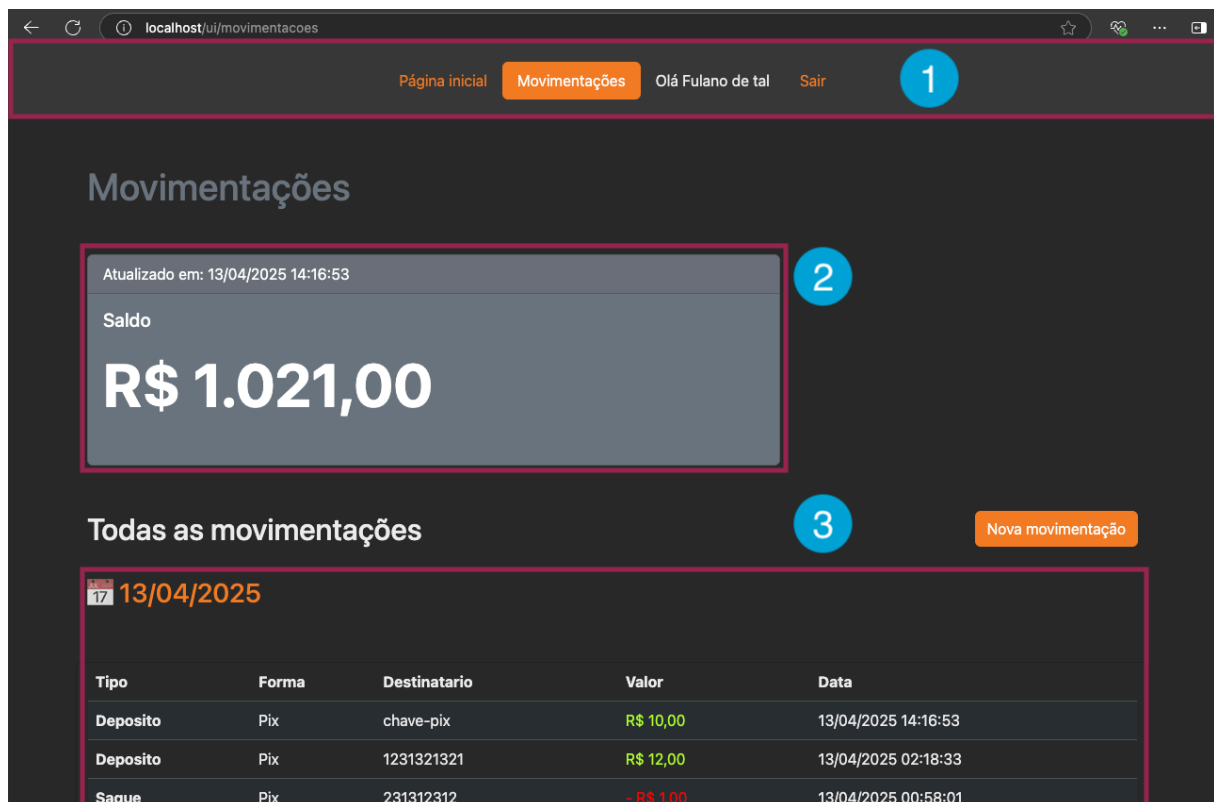 localhost/ui/movimentacoes
Página inicial Movimentações Olá Fulano de tal Sair 1
Movimentações
Atualizado em: 13/04/2025 14:16:53 2
Saldo
R$ 1.021,00
Todas as movimentações 3 Nova movimentação
17 13/04/2025
Tipo Forma Destinatario Valor Data
Deposito Pix chave-pix R$ 10,00 13/04/2025 14:16:53
Deposito Pix 1231321321 R$ 12,00 13/04/2025 02:18:33
Saque Pix 231312312 - R$ 1,00 13/04/2025 00:58:01